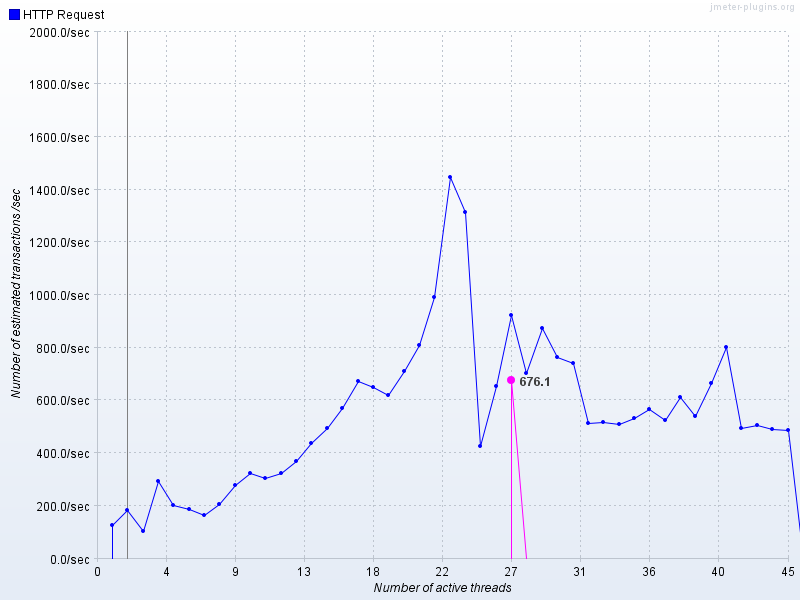 jmeter-plugins.org
HTTP Request
2000.0/sec
1800.0/sec
1600.0/sec
1400.0/sec
1200.0/sec
1000.0/sec
800.0/sec
600.0/sec
400.0/sec
200.0/sec
0.0/sec
Number of estimated transactions /sec
676.1
0 4 9 13 18 22 27 31 36 40 45
Number of active threads